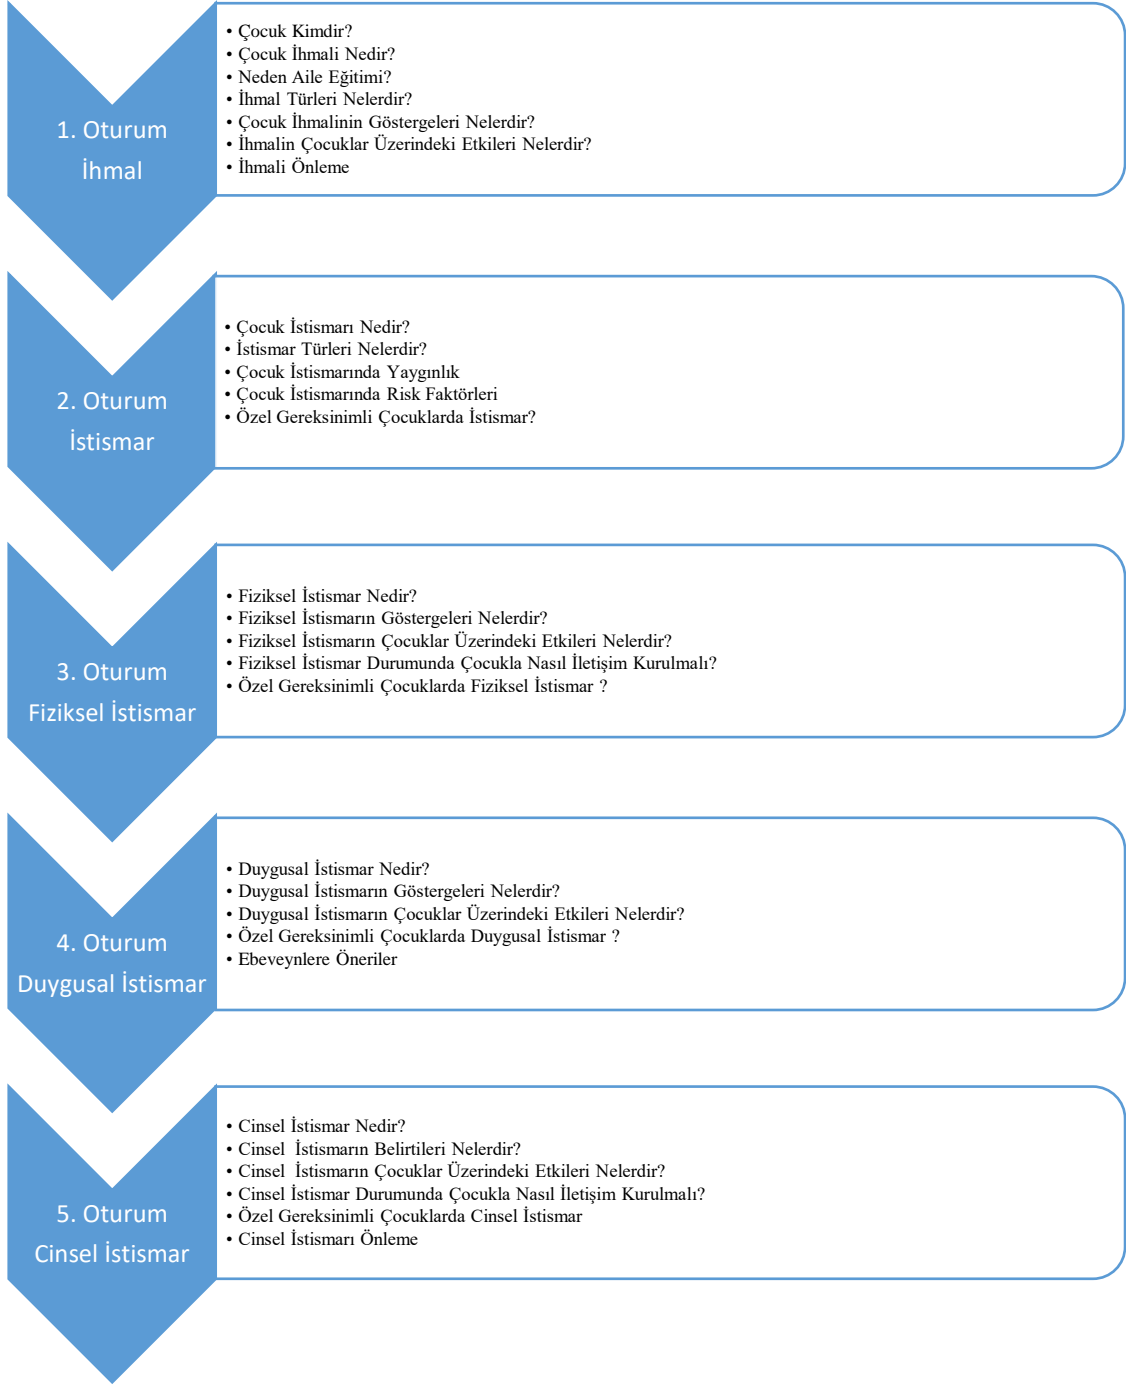 1. Oturum
İhmal
• Çocuk Kimdir?
• Çocuk İhmali Nedir?
• Neden Aile Eğitimi?
• İhmal Türleri Nelerdir?
• Çocuk İhmalinin Göstergeleri Nelerdir?
• İhmalin Çocuklar Üzerindeki Etkileri Nelerdir?
• İhmali Önleme
2. Oturum
İstismar
• Çocuk İstismarı Nedir?
• İstismar Türleri Nelerdir?
• Çocuk İstismarında Yaygınlık
• Çocuk İstismarında Risk Faktörleri
• Özel Gereksinimli Çocuklarda İstismar?
3. Oturum
Fiziksel İstismar
• Fiziksel İstismar Nedir?
• Fiziksel İstismarın Göstergeleri Nelerdir?
• Fiziksel İstismarın Çocuklar Üzerindeki Etkileri Nelerdir?
• Fiziksel İstismar Durumunda Çocukla Nasıl İletişim Kurulmalı?
• Özel Gereksinimli Çocuklarda Fiziksel İstismar ?
4. Oturum
Duygusal İstismar
• Duygusal İstismar Nedir?
• Duygusal İstismarın Göstergeleri Nelerdir?
• Duygusal İstismarın Çocuklar Üzerindeki Etkileri Nelerdir?
• Özel Gereksinimli Çocuklarda Duygusal İstismar ?
• Ebeveynlere Öneriler
5. Oturum
Cinsel İstismar
• Cinsel İstismar Nedir?
• Cinsel  İstismarın Belirtileri Nelerdir?
• Cinsel  İstismarın Çocuklar Üzerindeki Etkileri Nelerdir?
• Cinsel İstismar Durumunda Çocukla Nasıl İletişim Kurulmalı?
• Özel Gereksinimli Çocuklarda Cinsel İstismar
• Cinsel İstismarı Önleme